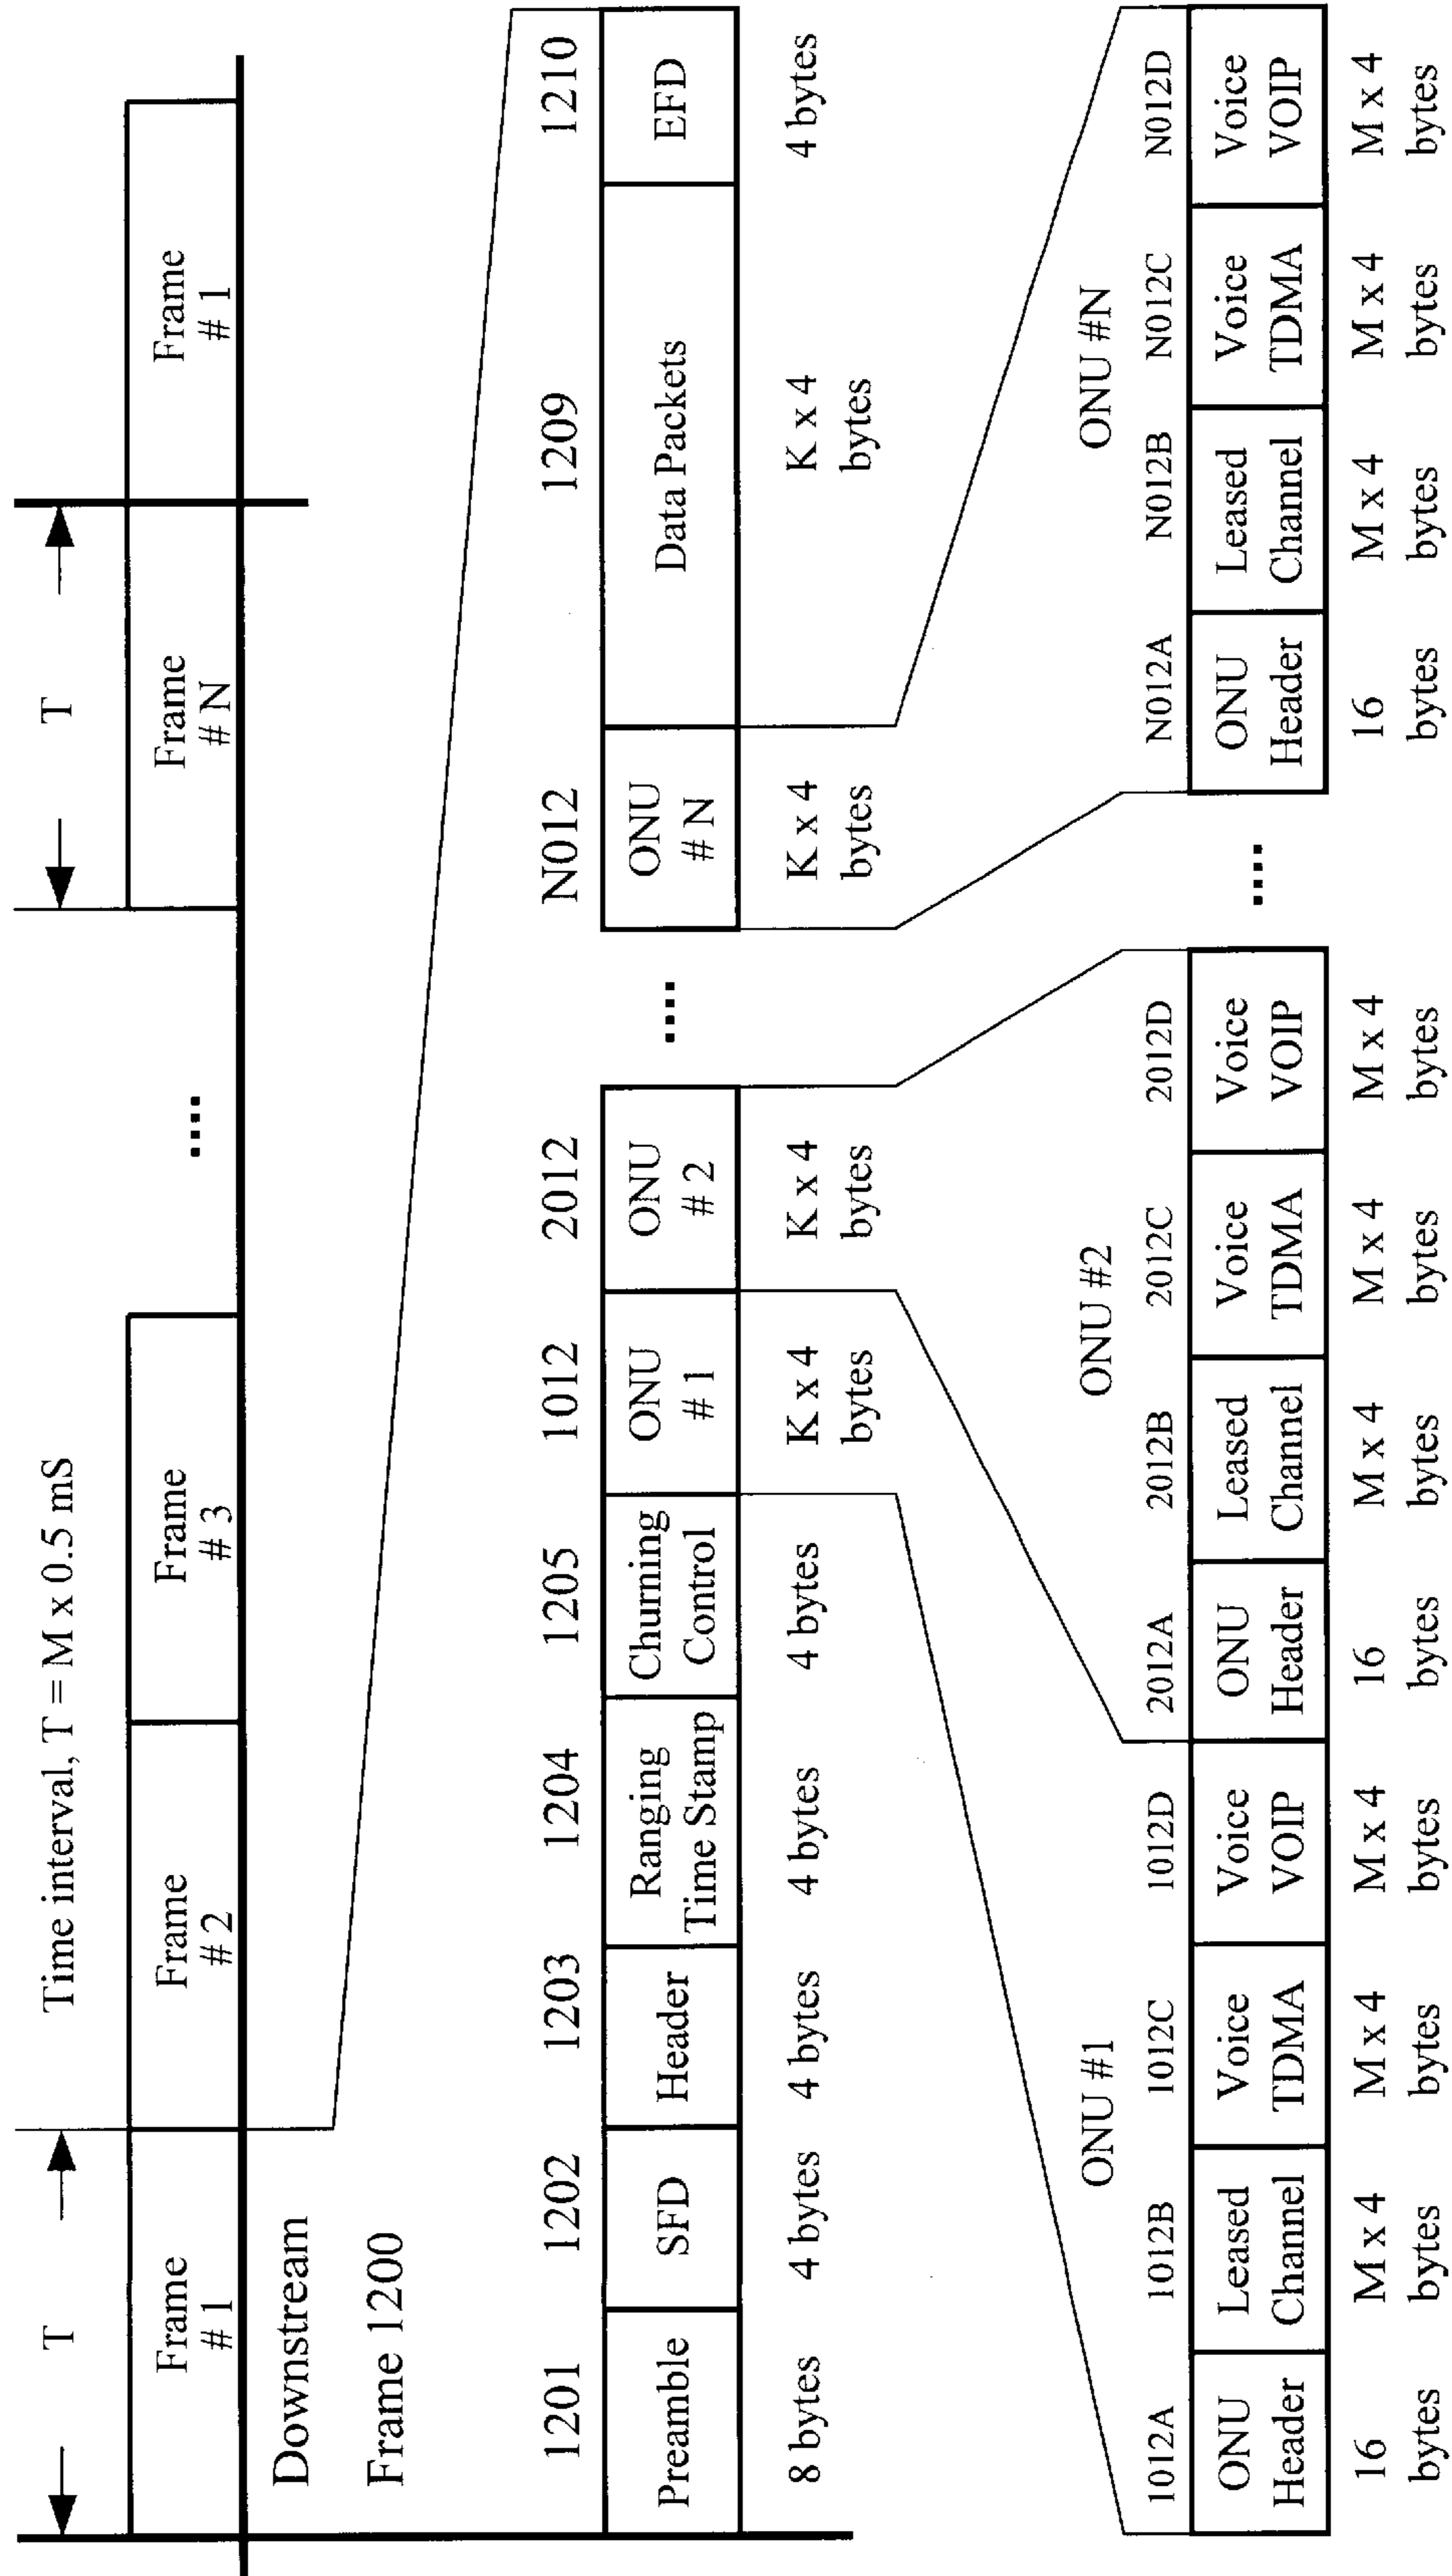 Time interval, T = M x 0.5 mS
T
T
Frame
# 1
Frame
# 2
Frame
# 3
....
Frame
# N
Frame
# 1
Downstream
Frame 1200
1201
1202
1203
1204
1205
1012
2012
N012
1209
1210
Preamble
SFD
Header
Ranging
Time Stamp
Churning
Control
ONU
# 1
ONU
# 2
....
ONU
# N
Data Packets
EFD
8 bytes
4 bytes
4 bytes
4 bytes
4 bytes
K x 4
bytes
K x 4
bytes
K x 4
bytes
K x 4
bytes
4 bytes
ONU #1
ONU #2
ONU #N
1012A
1012B
1012C
1012D
2012A
2012B
2012C
2012D
N012A
N012B
N012C
N012D
ONU
Header
Leased
Channel
Voice
TDMA
Voice
VOIP
ONU
Header
Leased
Channel
Voice
TDMA
Voice
VOIP
....
ONU
Header
Leased
Channel
Voice
TDMA
Voice
VOIP
16
bytes
M x 4
bytes
M x 4
bytes
M x 4
bytes
16
bytes
M x 4
bytes
M x 4
bytes
M x 4
bytes
16
bytes
M x 4
bytes
M x 4
bytes
M x 4
bytes